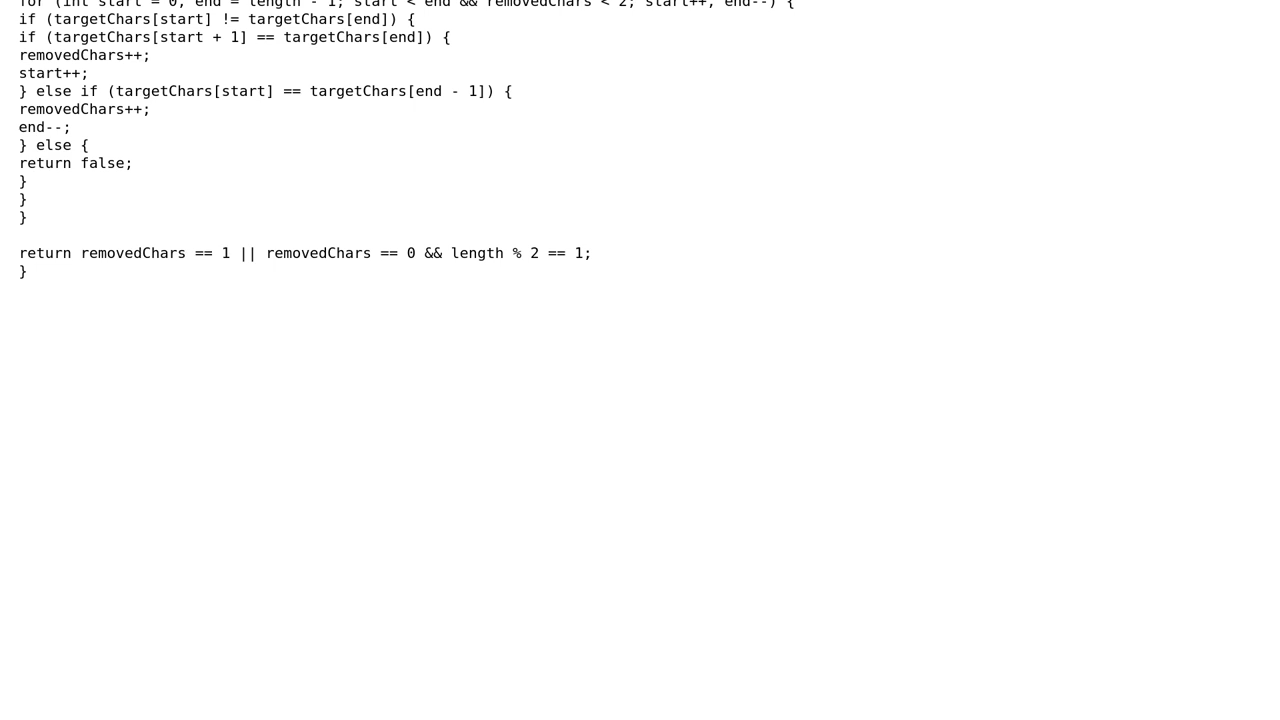 for (int start = 0, end = length - 1; start < end && removedChars < 2; start++, end--) {
if (targetChars[start] != targetChars[end]) {
if (targetChars[start + 1] == targetChars[end]) {
removedChars++;
start++;
} else if (targetChars[start] == targetChars[end - 1]) {
removedChars++;
end--;
} else {
return false;
}
}
}

return removedChars == 1 || removedChars == 0 && length % 2 == 1;
}